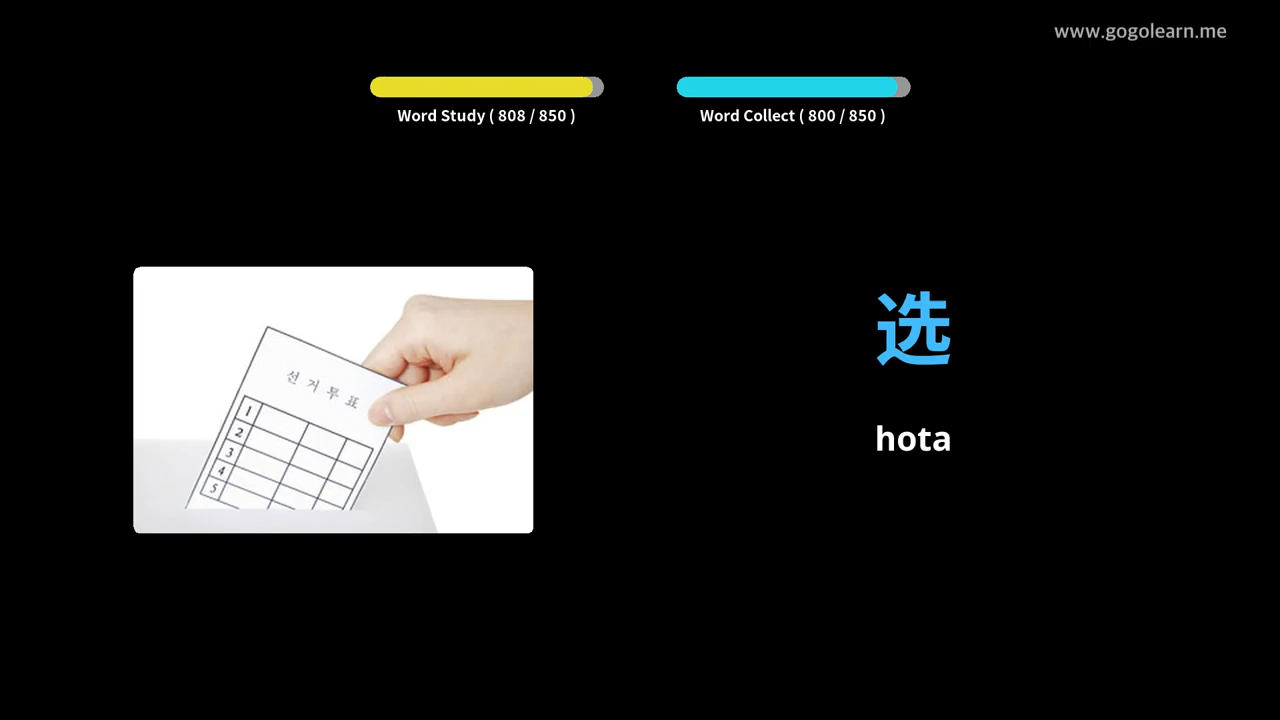 www.gogolearn.me
Word Study ( 808 / 850 )
Word Collect ( 800 / 850 )
선거투표
1
2
3
4
5
选
hota